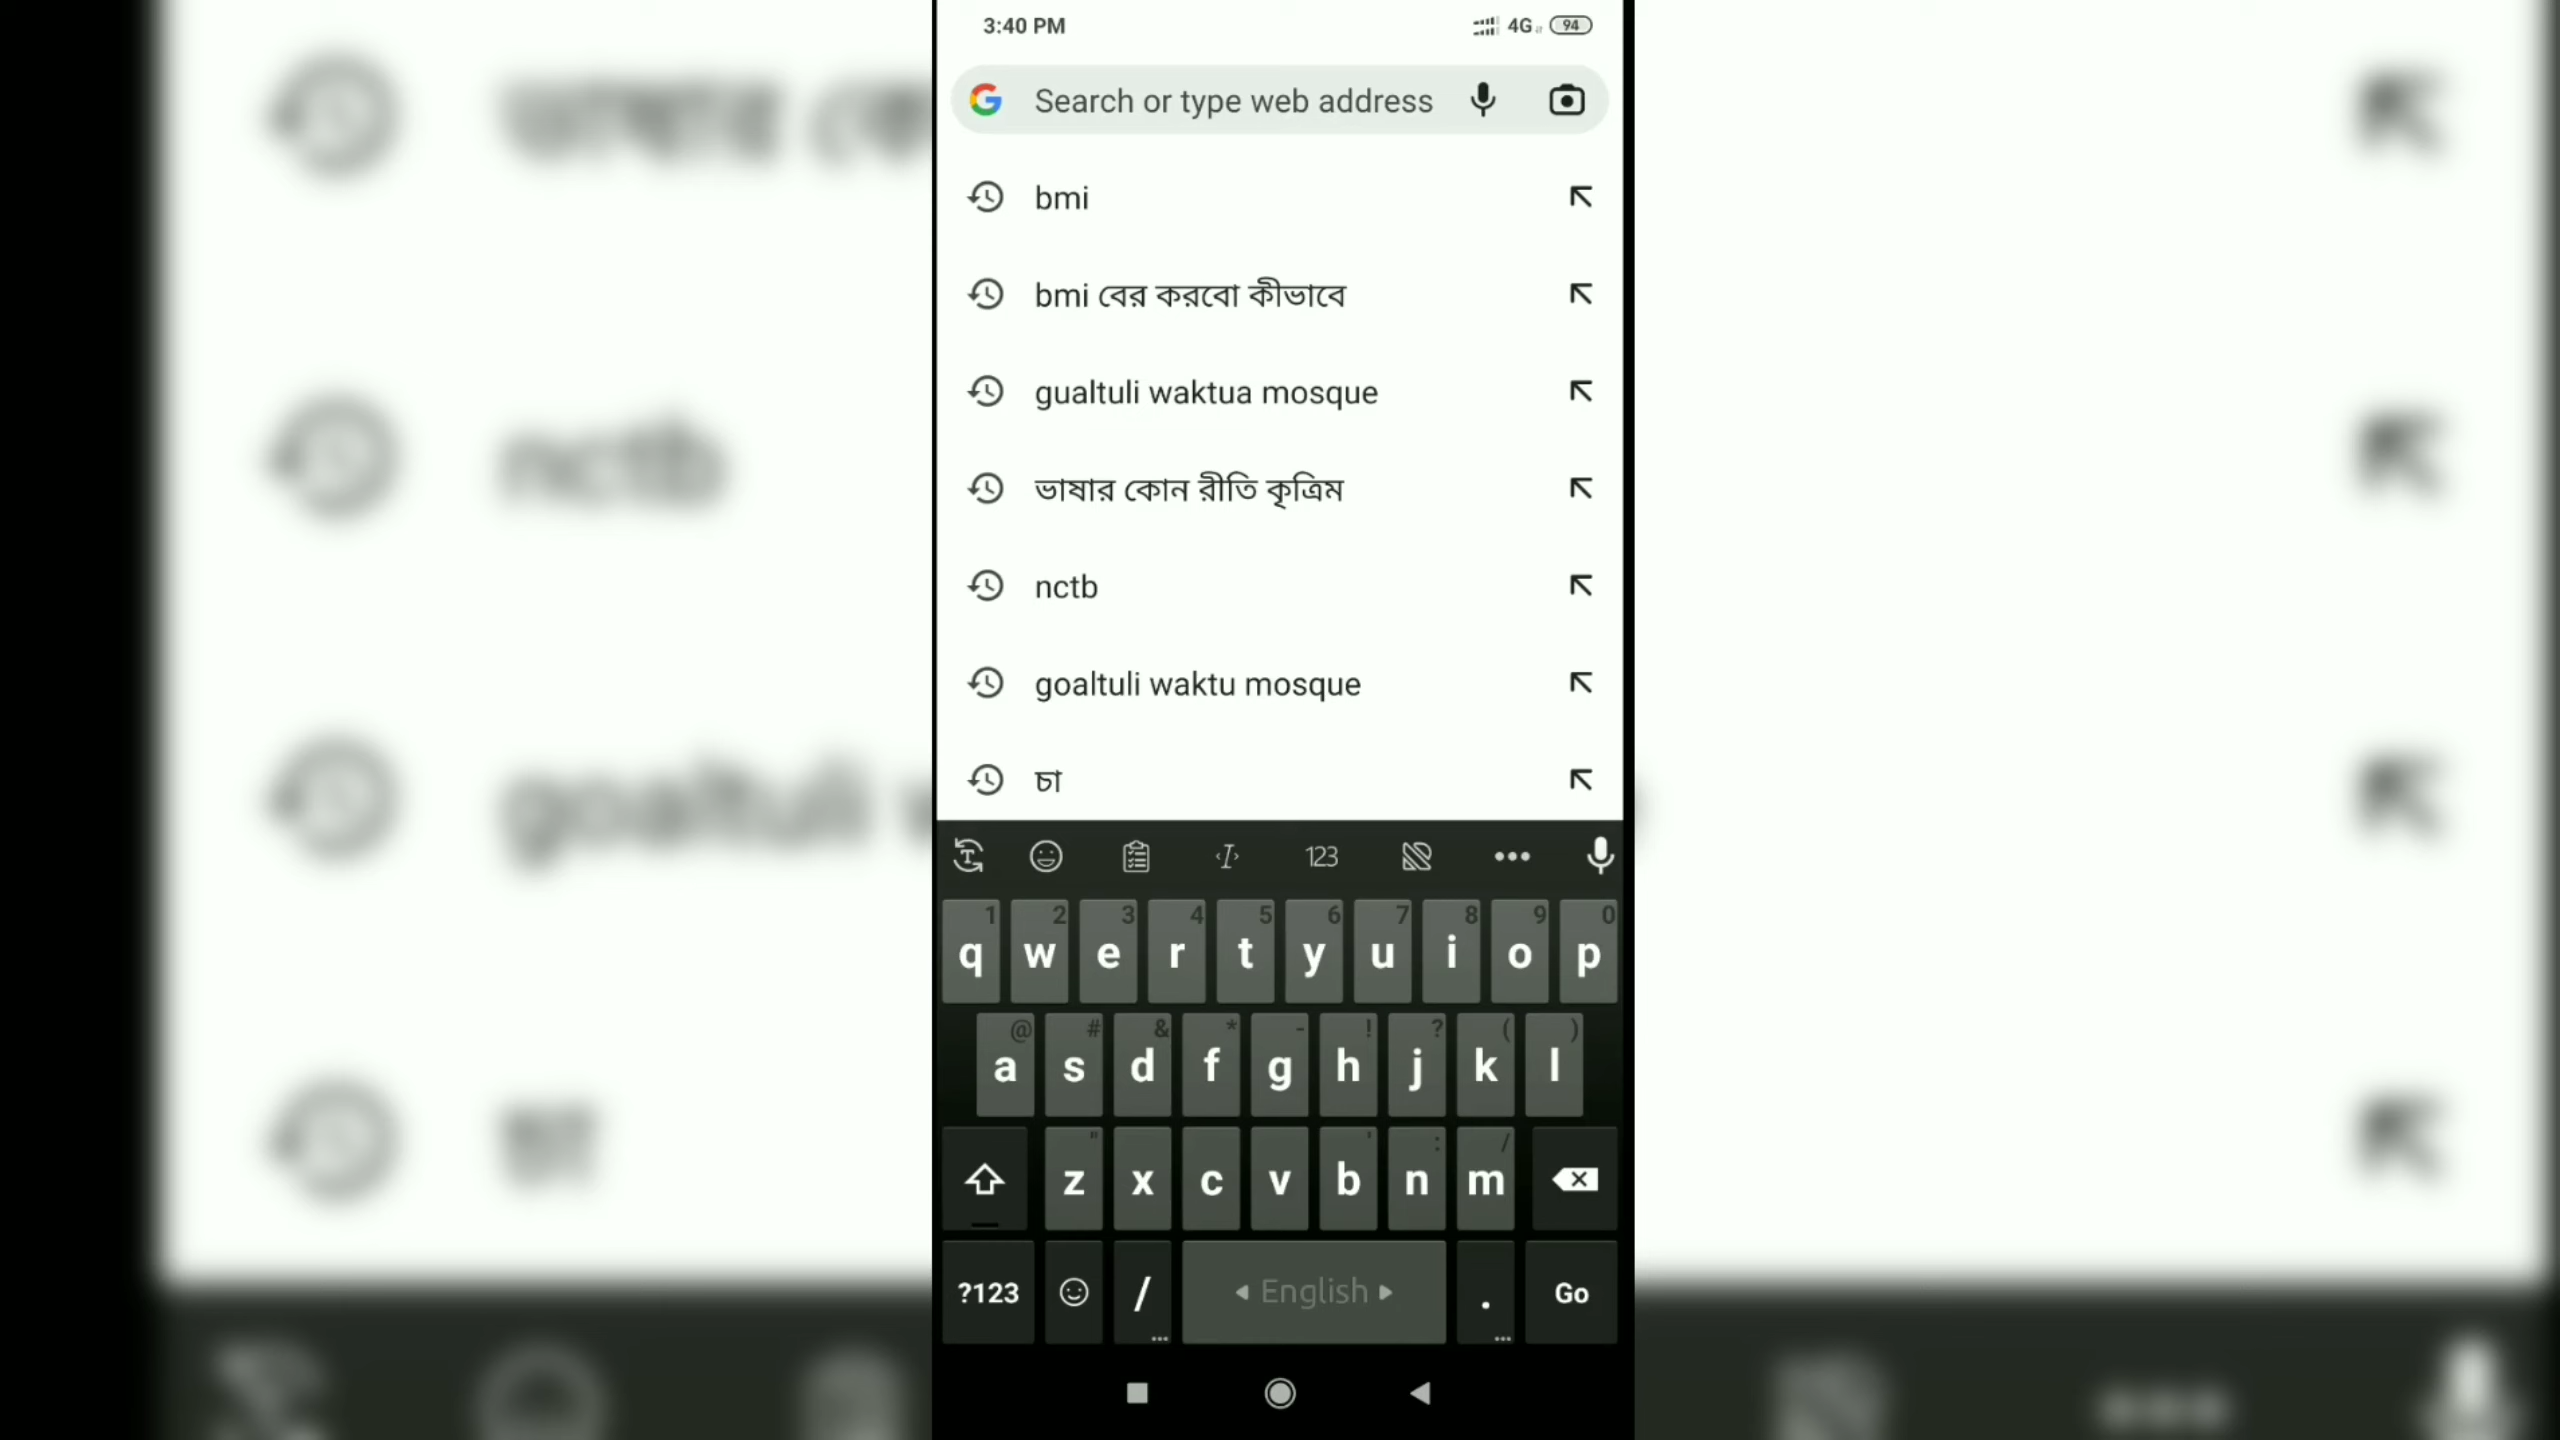 3:40 PM 4G 94
Search or type web address
bmi
bmi বের করবো কীভাবে
gualtuli waktua mosque
ভাষার কোন রীতি কৃত্রিম
nctb
goaltuli waktu mosque
চা
123
1 2 3 4 5 6 7 8 9 0
q w e r t y u i o p
@ # & * - ! ? ( )
a s d f g h j k l
" ' : /
z x c v b n m
?123 / English . Go